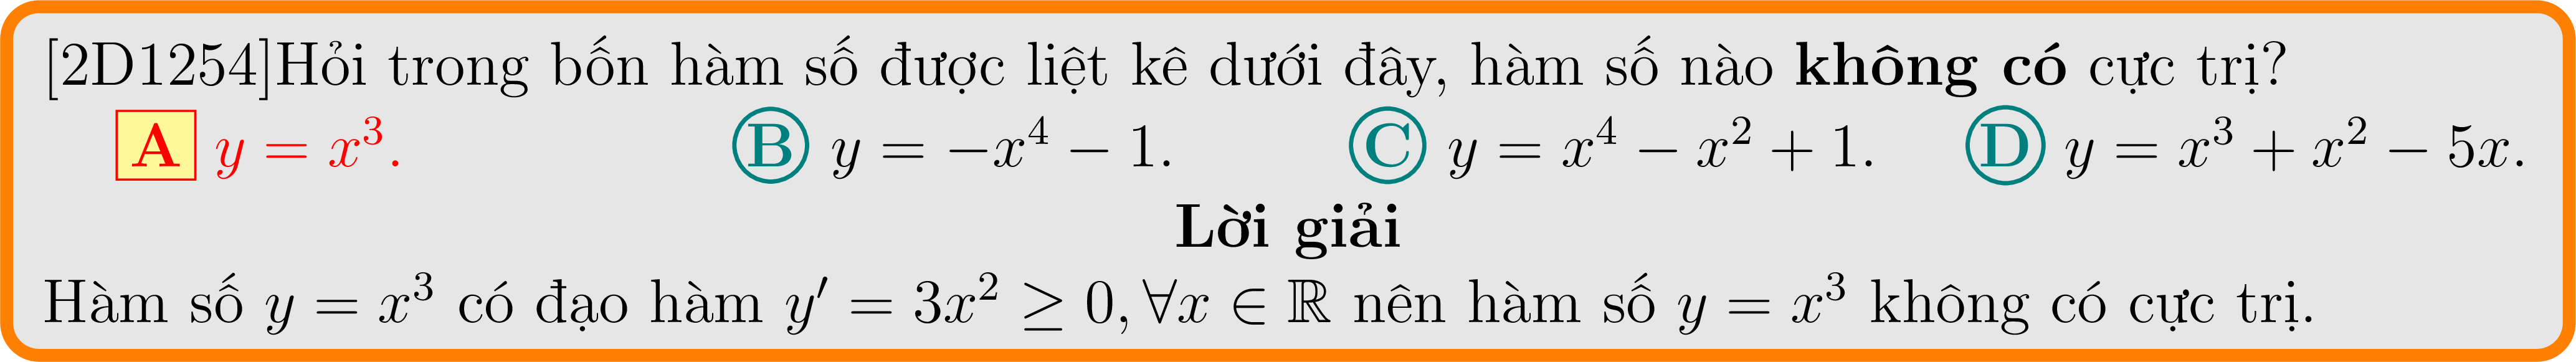 [2D1254]Hỏi trong bốn hàm số được liệt kê dưới đây, hàm số nào không có cực trị?
A y = x³. B y = −x⁴ − 1. C y = x⁴ − x² + 1. D y = x³ + x² − 5x.
Lời giải
Hàm số y = x³ có đạo hàm y′ = 3x² ≥ 0, ∀x ∈ ℝ nên hàm số y = x³ không có cực trị.